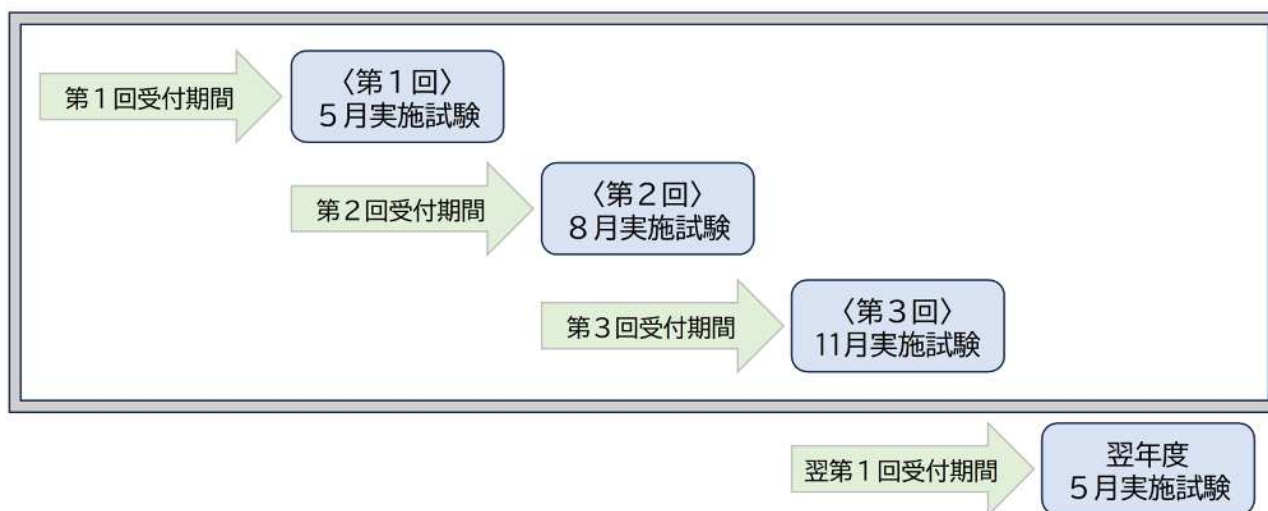 第１回受付期間
〈第１回〉
５月実施試験
第２回受付期間
〈第２回〉
８月実施試験
第３回受付期間
〈第３回〉
11月実施試験
翌第１回受付期間
翌年度
５月実施試験